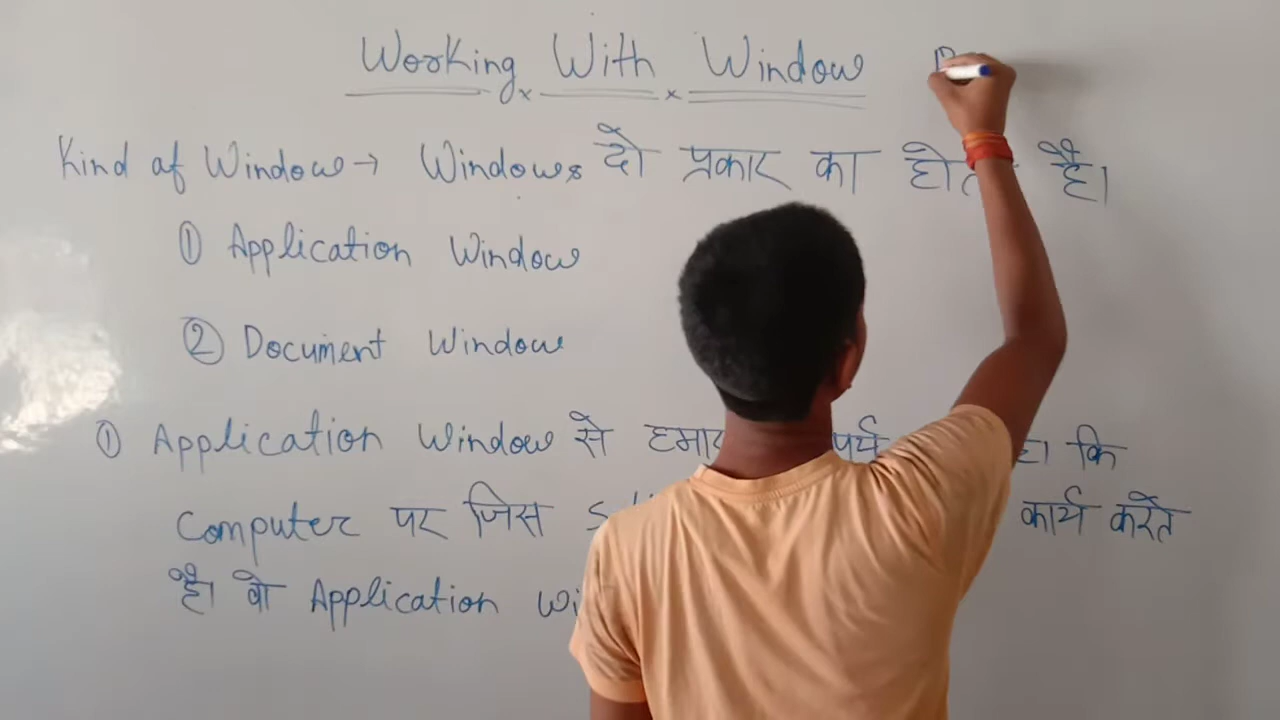 Working With Window
Kind of Window → Windows दो प्रकार का है।
① Application Window
② Document Window
① Application Window से कि
Computer पर जिस कार्य करते
है। वो Application